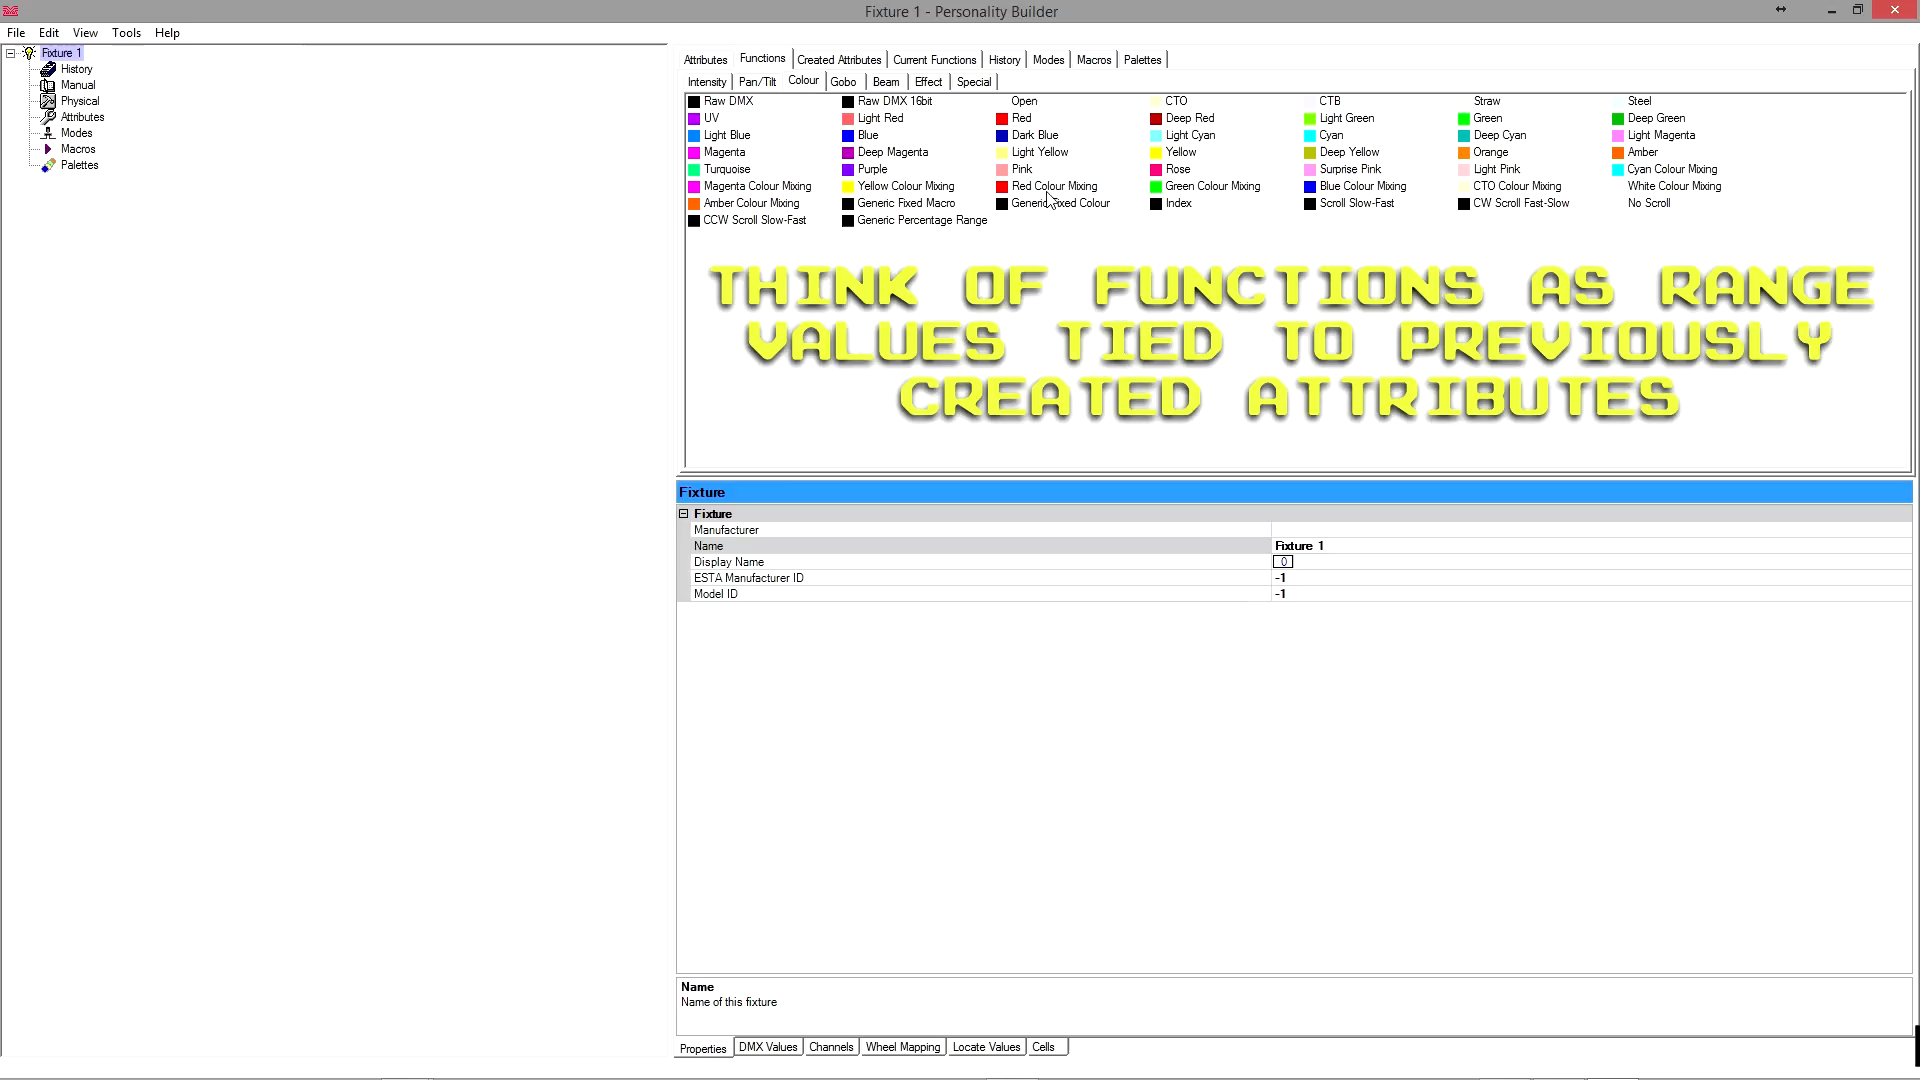 Fixture 1 - Personality Builder
File Edit View Tools Help
Fixture 1
History
Manual
Physical
Attributes
Modes
Macros
Palettes
Attributes Functions Created Attributes Current Functions History Modes Macros Palettes
Intensity Pan/Tilt Colour Gobo Beam Effect Special
Raw DMX Raw DMX 16bit Open CTO CTB Straw Steel
UV Light Red Red Deep Red Light Green Green Deep Green
Light Blue Blue Dark Blue Light Cyan Cyan Deep Cyan Light Magenta
Magenta Deep Magenta Light Yellow Yellow Deep Yellow Orange Amber
Turquoise Purple Pink Rose Surprise Pink Light Pink Cyan Colour Mixing
Magenta Colour Mixing Yellow Colour Mixing Red Colour Mixing Green Colour Mixing Blue Colour Mixing CTO Colour Mixing White Colour Mixing
Amber Colour Mixing Generic Fixed Macro Generic Fixed Colour Index Scroll Slow-Fast CW Scroll Fast-Slow No Scroll
CCW Scroll Slow-Fast Generic Percentage Range
THINK OF FUNCTIONS AS RANGE
VALUES TIED TO PREVIOUSLY
CREATED ATTRIBUTES
Fixture
Fixture
Manufacturer
Name Fixture 1
Display Name 0
ESTA Manufacturer ID -1
Model ID -1
Name
Name of this fixture
Properties DMX Values Channels Wheel Mapping Locate Values Cells